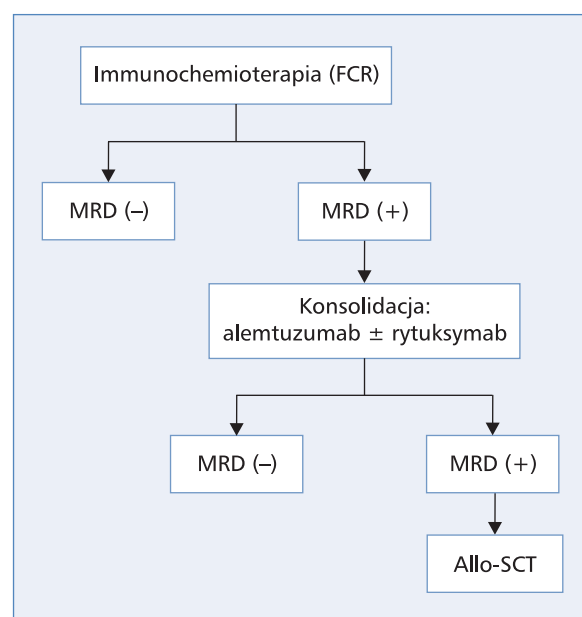 Immunochemioterapia (FCR)
MRD (–)
MRD (+)
Konsolidacja:
alemtuzumab ± rytuksymab
MRD (–)
MRD (+)
Allo-SCT